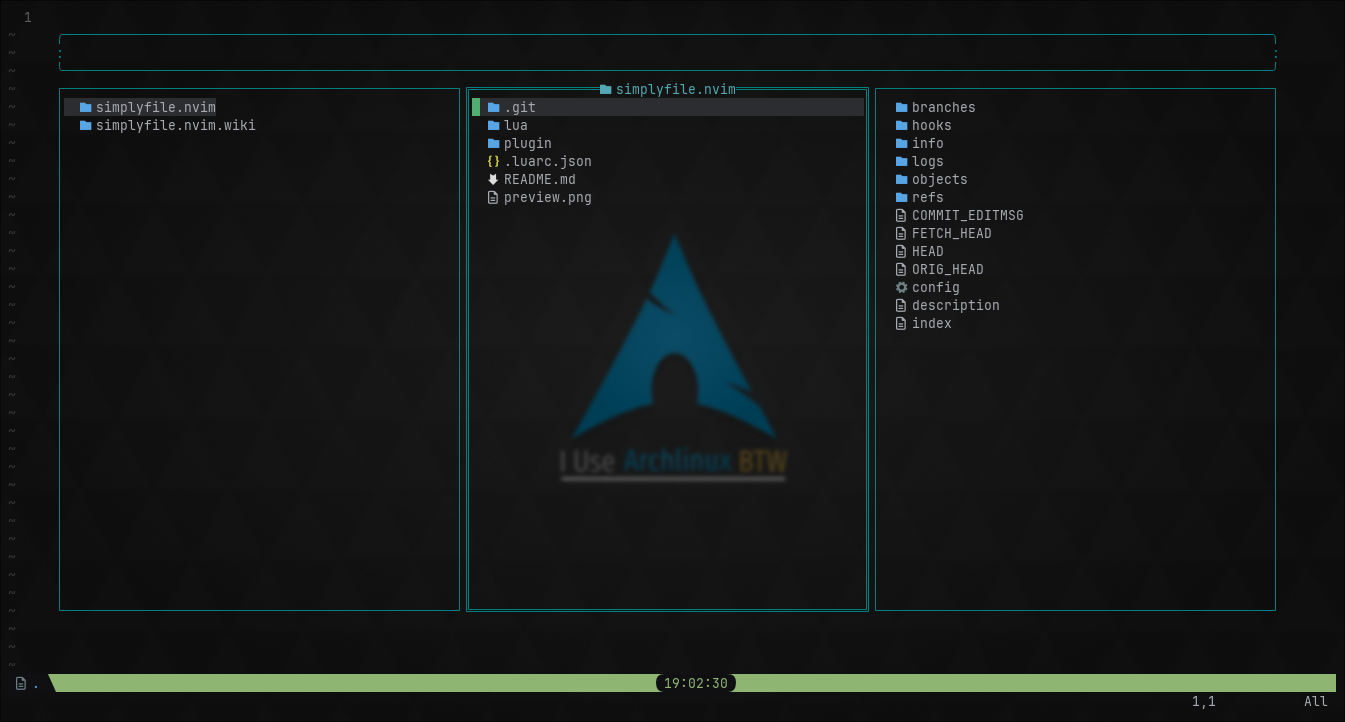 1
simplyfile.nvim
simplyfile.nvim
simplyfile.nvim.wiki
.git
lua
plugin
.luarc.json
README.md
preview.png
branches
hooks
info
logs
objects
refs
COMMIT_EDITMSG
FETCH_HEAD
HEAD
ORIG_HEAD
config
description
index
I Use Archlinux BTW
.
19:02:30
1,1 All